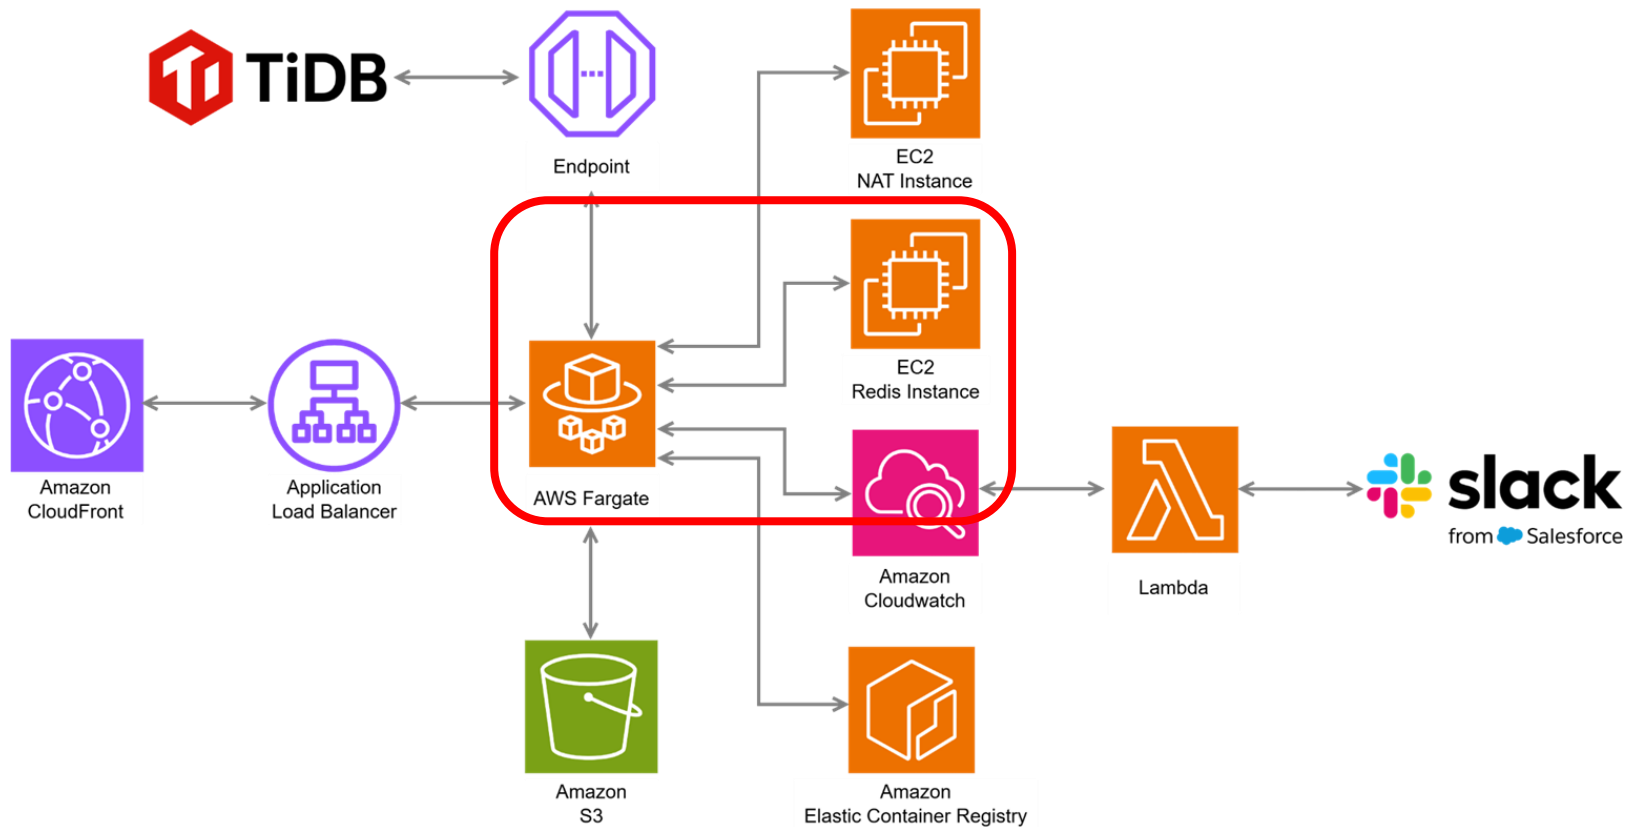 TiDB
Endpoint
EC2
NAT Instance
EC2
Redis Instance
Amazon
CloudFront
Application
Load Balancer
AWS Fargate
Amazon
Cloudwatch
Lambda
slack
from Salesforce
Amazon
S3
Amazon
Elastic Container Registry